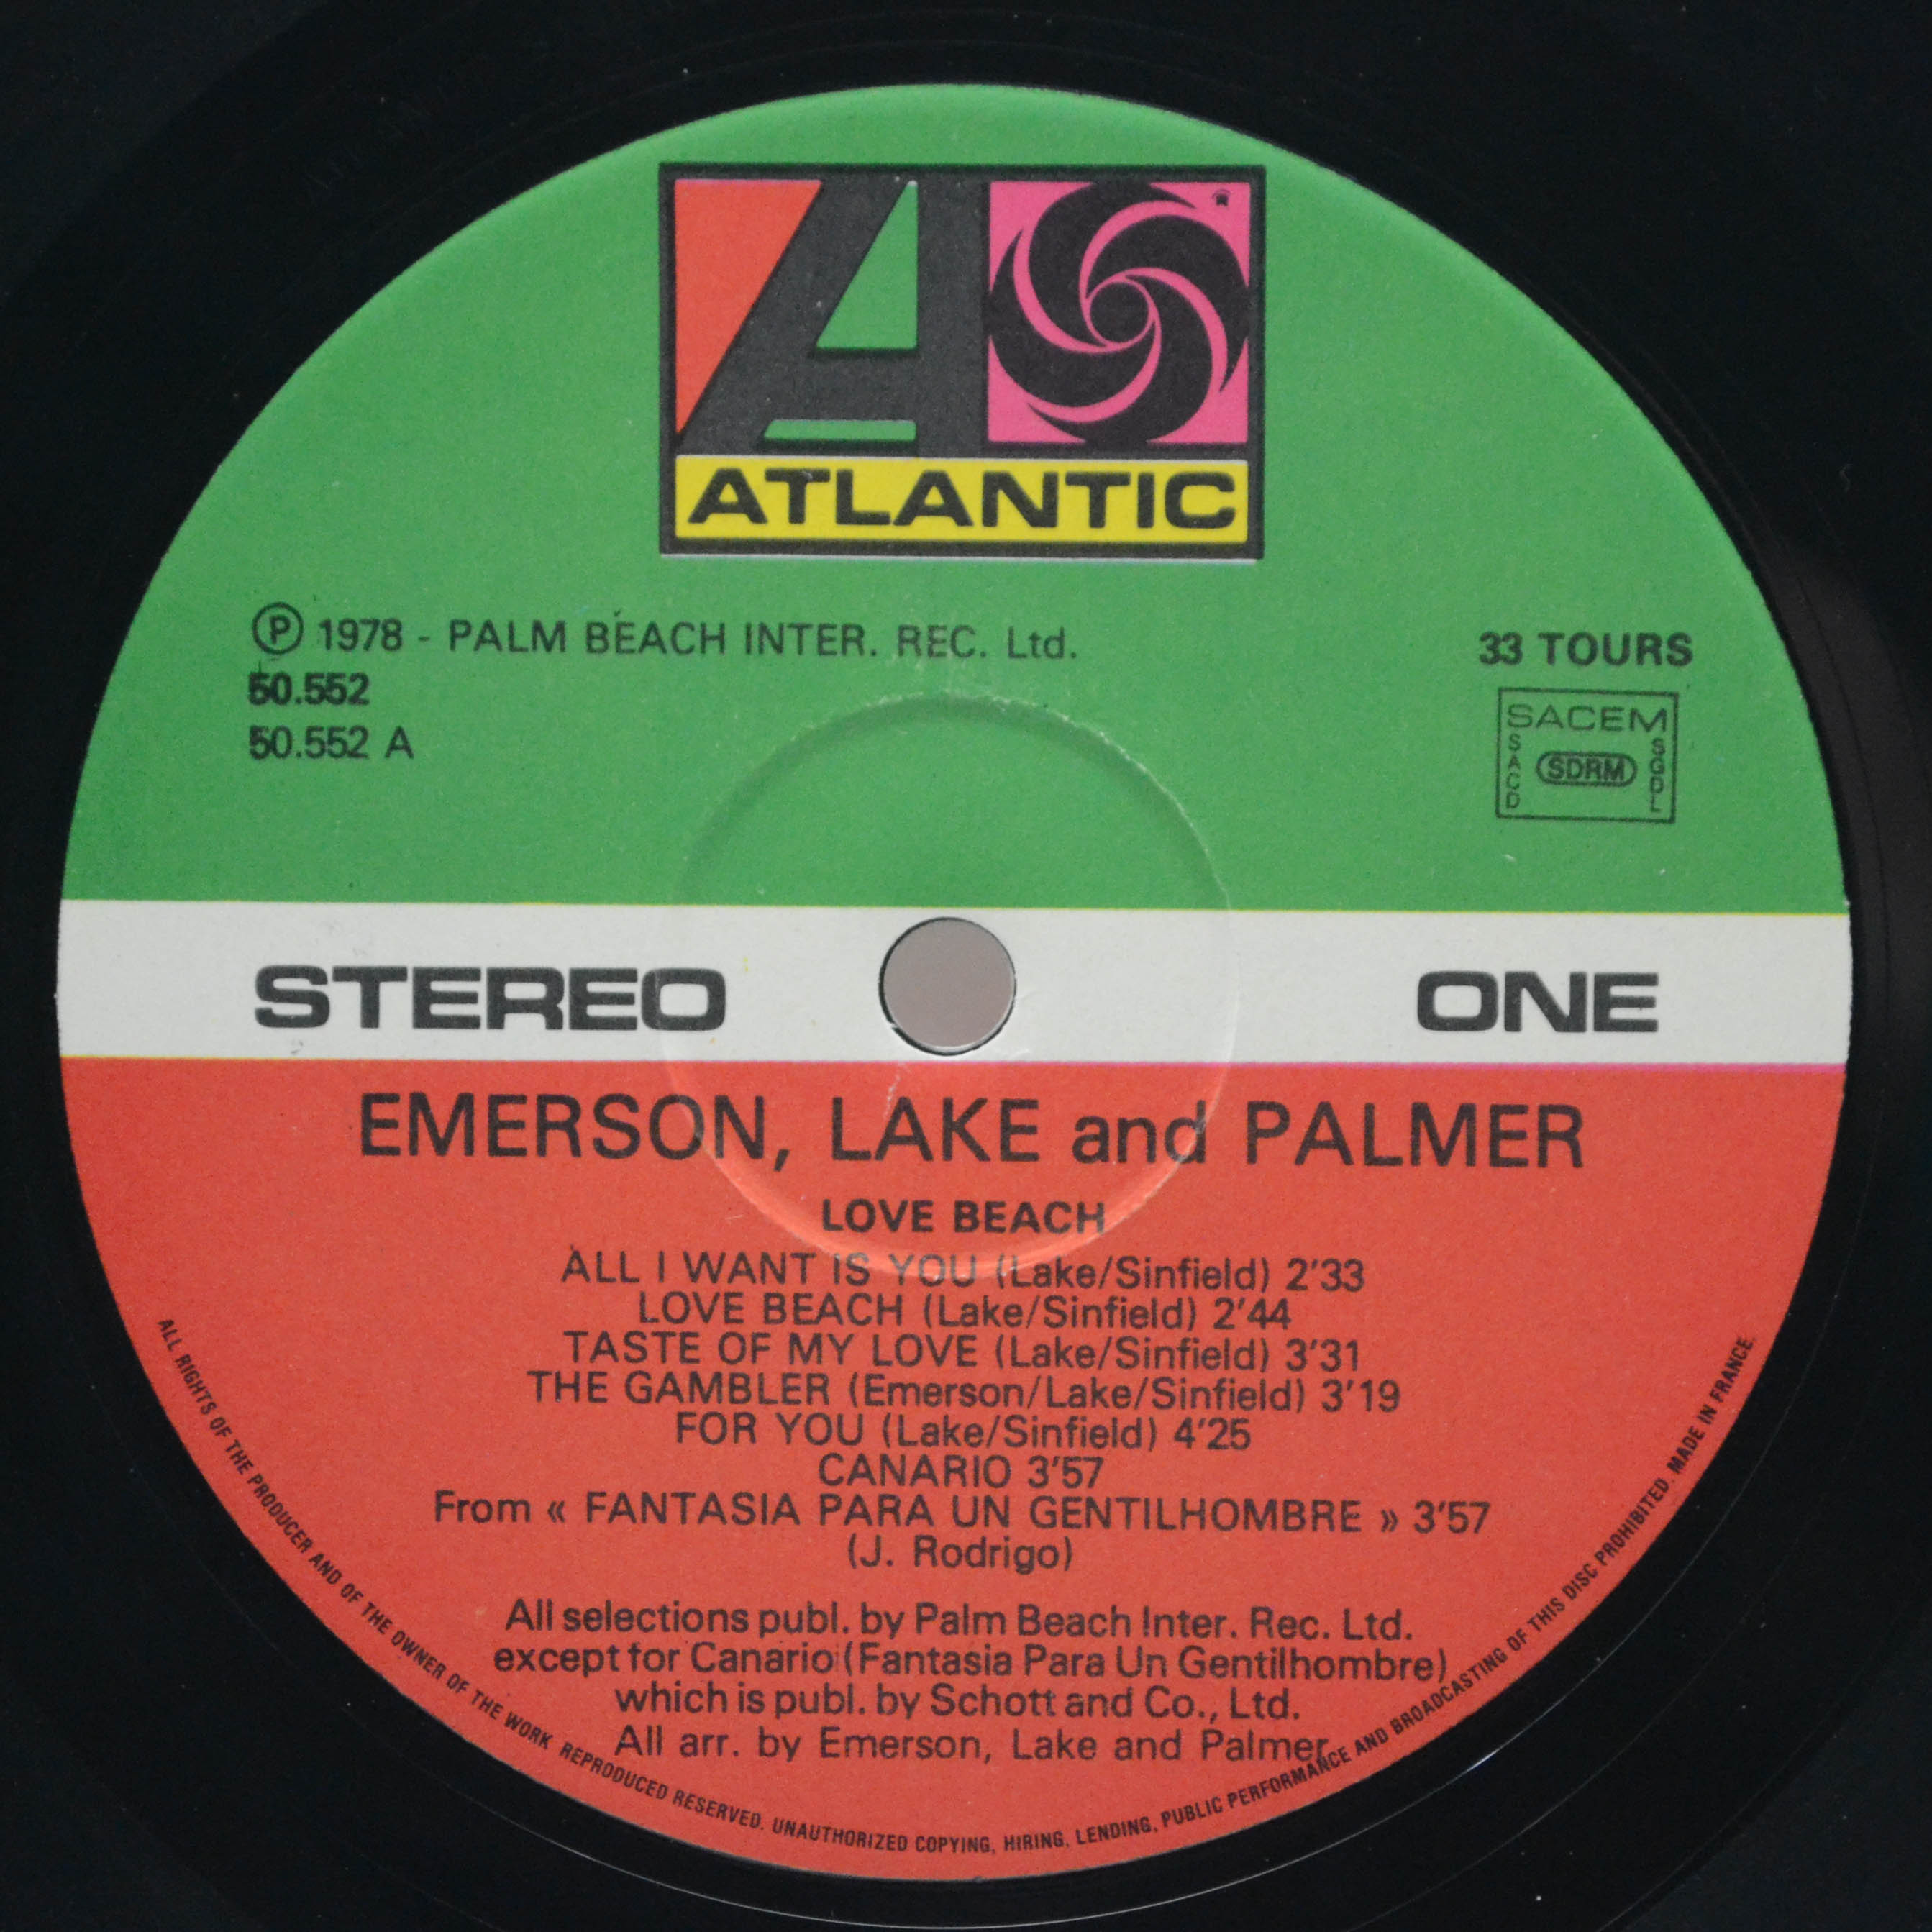 ATLANTIC
℗ 1978 - PALM BEACH INTER. REC. Ltd.
50.552
50.552 A
33 TOURS
SACEM
SACD
SDRM
SGDL
STEREO
ONE
EMERSON, LAKE and PALMER
LOVE BEACH
ALL I WANT IS YOU (Lake/Sinfield) 2'33
LOVE BEACH (Lake/Sinfield) 2'44
TASTE OF MY LOVE (Lake/Sinfield) 3'31
THE GAMBLER (Emerson/Lake/Sinfield) 3'19
FOR YOU (Lake/Sinfield) 4'25
CANARIO 3'57
From « FANTASIA PARA UN GENTILHOMBRE » 3'57
(J. Rodrigo)
All selections publ. by Palm Beach Inter. Rec. Ltd.
except for Canario (Fantasia Para Un Gentilhombre)
which is publ. by Schott and Co., Ltd.
All arr. by Emerson, Lake and Palmer.
ALL RIGHTS OF THE PRODUCER AND OF THE OWNER OF THE WORK REPRODUCED RESERVED. UNAUTHORIZED COPYING, HIRING, LENDING, PUBLIC PERFORMANCE AND BROADCASTING OF THIS DISC PROHIBITED. MADE IN FRANCE.